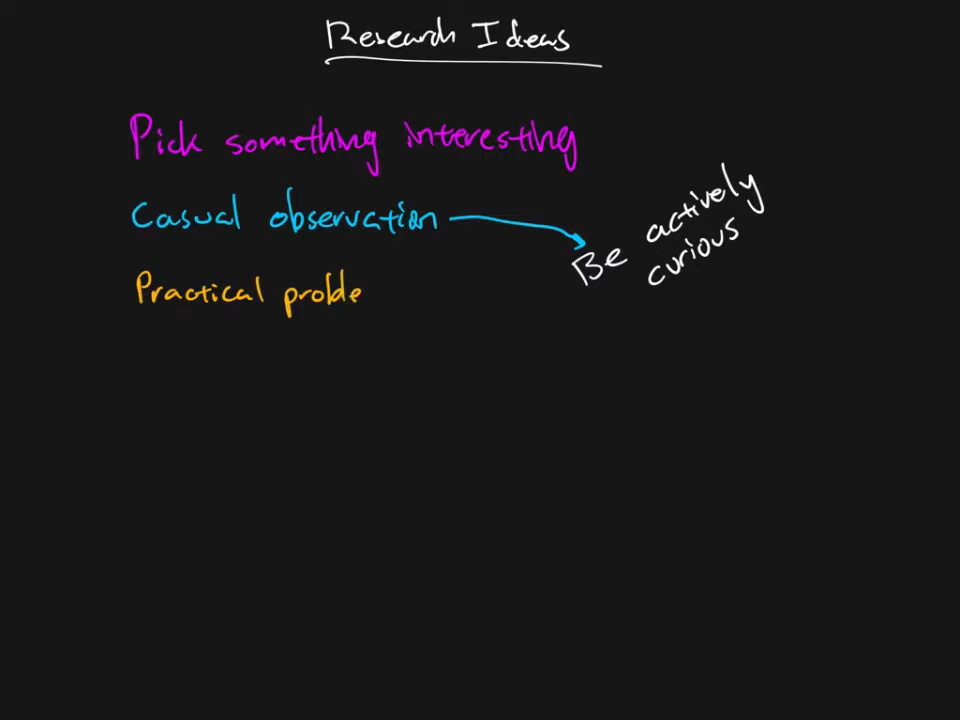 Research Ideas
Pick something interesting
Casual observation
Be actively
curious
Practical proble